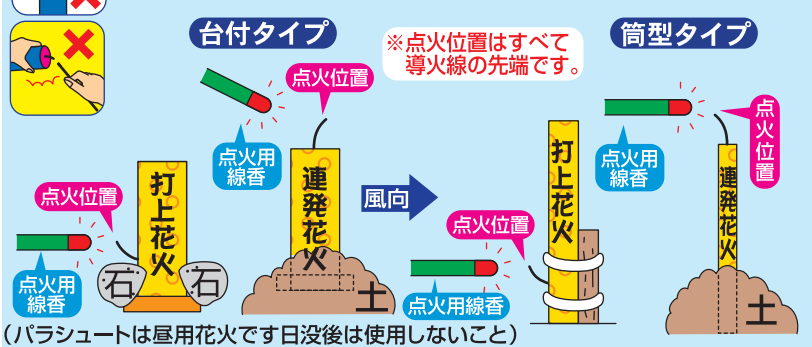 台付タイプ
※点火位置はすべて
導火線の先端です。
筒型タイプ
点火位置
点火用
線香
連発花火
土
風向
点火位置
打上花火
石
石
点火用
線香
点火位置
打上花火
点火用線香
点火位置
点火用
線香
連発花火
土
(パラシュートは昼用花火です日没後は使用しないこと)